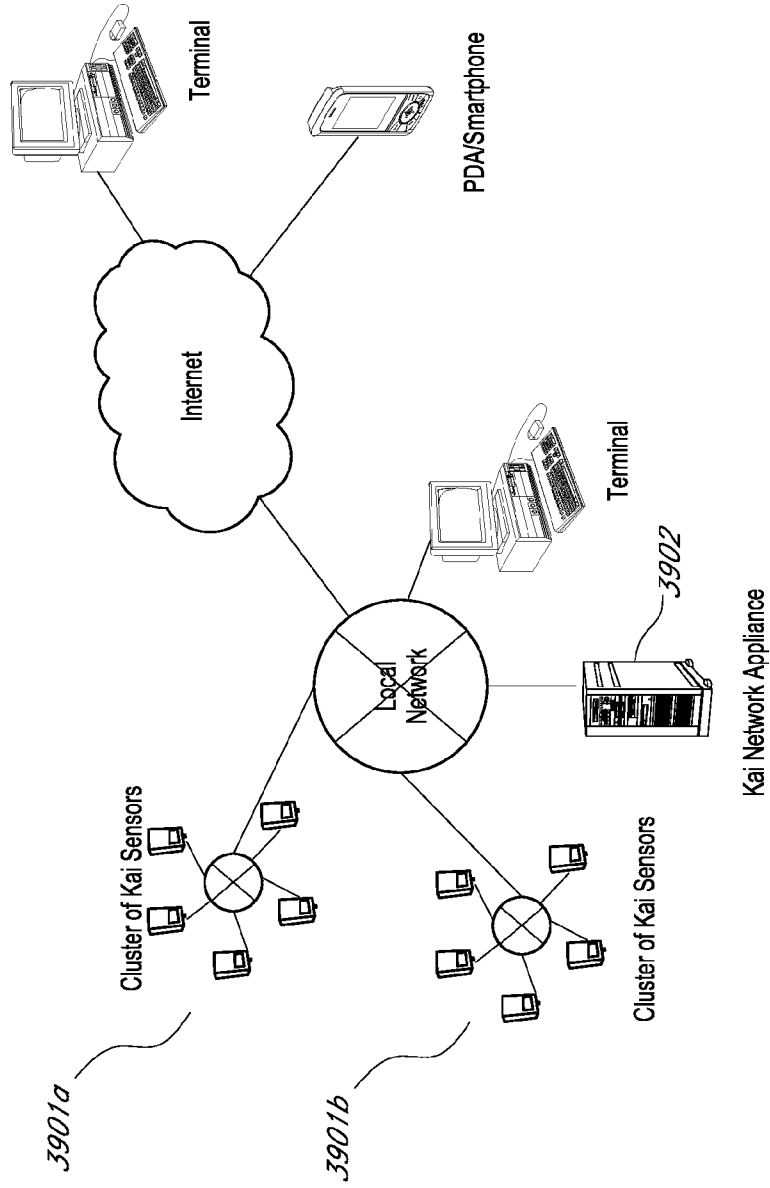 3901a
Cluster of Kai Sensors
3901b
Cluster of Kai Sensors
Local
Network
Kai Network Appliance
3902
Terminal
Internet
Terminal
PDA/Smartphone